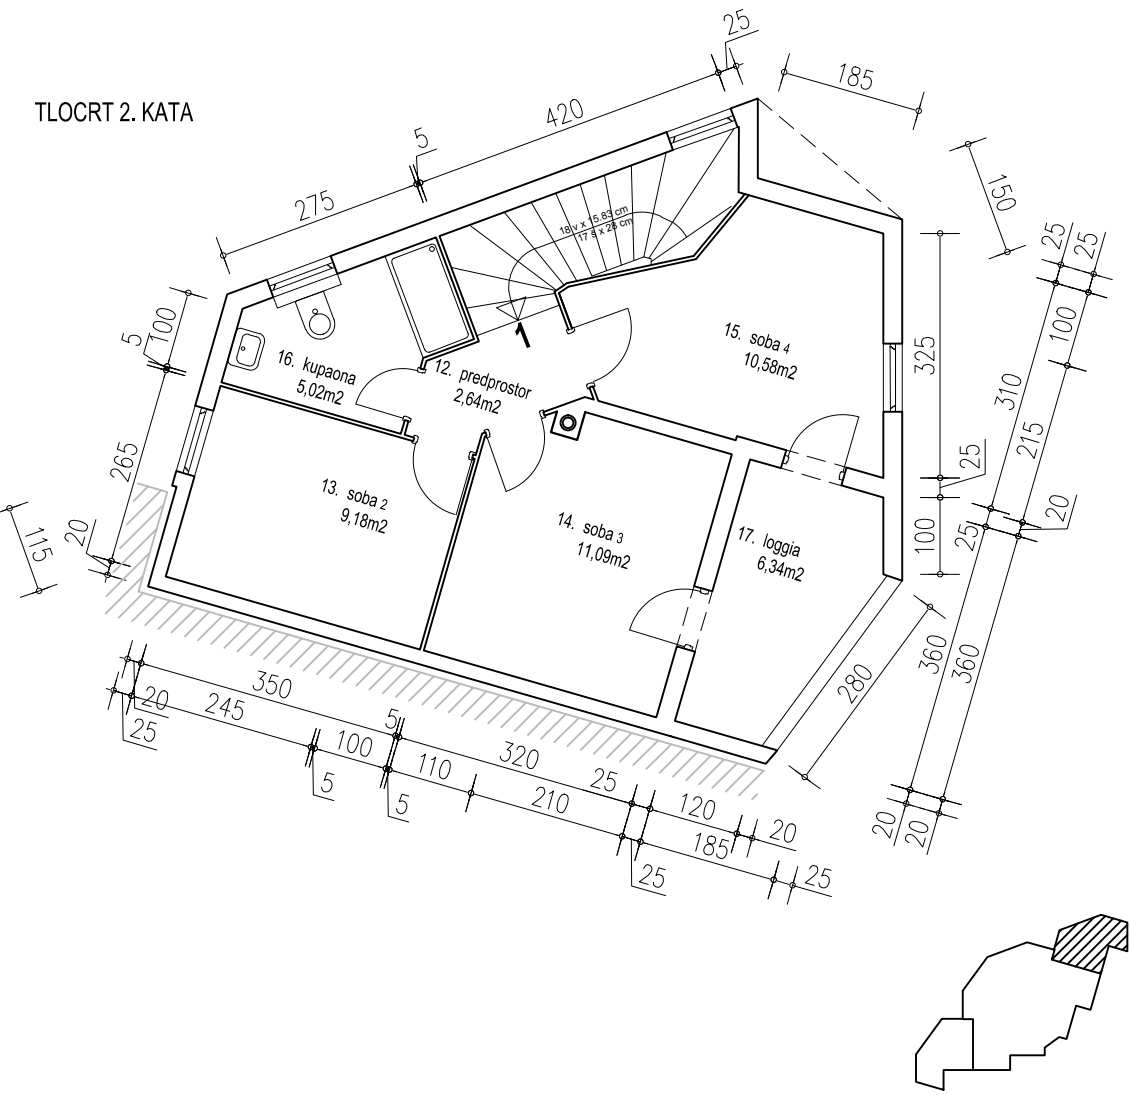 25
185
420
TLOCRT 2. KATA
5
150
275
25
25
18 v x 15.83 cm
17 š x 28 cm
5
100
100
1
15. soba 4
10,58m2
325
310
215
16. kupaona
5,02m2
12. predprostor
2,64m2
265
25
13. soba 2
9,18m2
14. soba 3
11,09m2
17. loggia
6,34m2
100
25
20
115
20
360
360
280
350
20
245
25
5
100
5
110
5
320
210
25
120
185
20
25
25
20
20